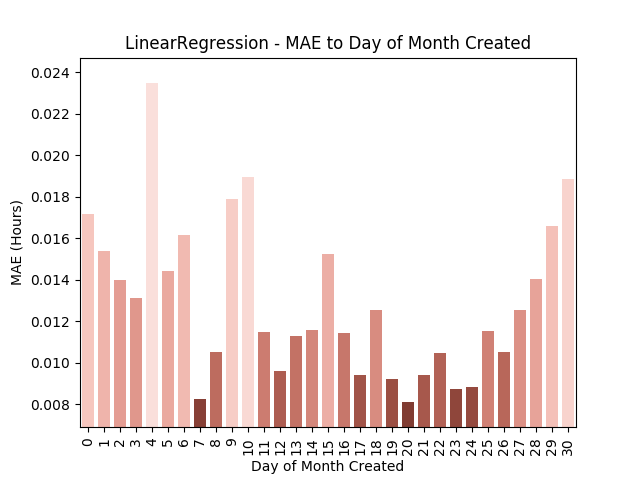 LinearRegression - MAE to Day of Month Created
MAE (Hours)
0.024
0.022
0.020
0.018
0.016
0.014
0.012
0.010
0.008
0 1 2 3 4 5 6 7 8 9 10 11 12 13 14 15 16 17 18 19 20 21 22 23 24 25 26 27 28 29 30
Day of Month Created